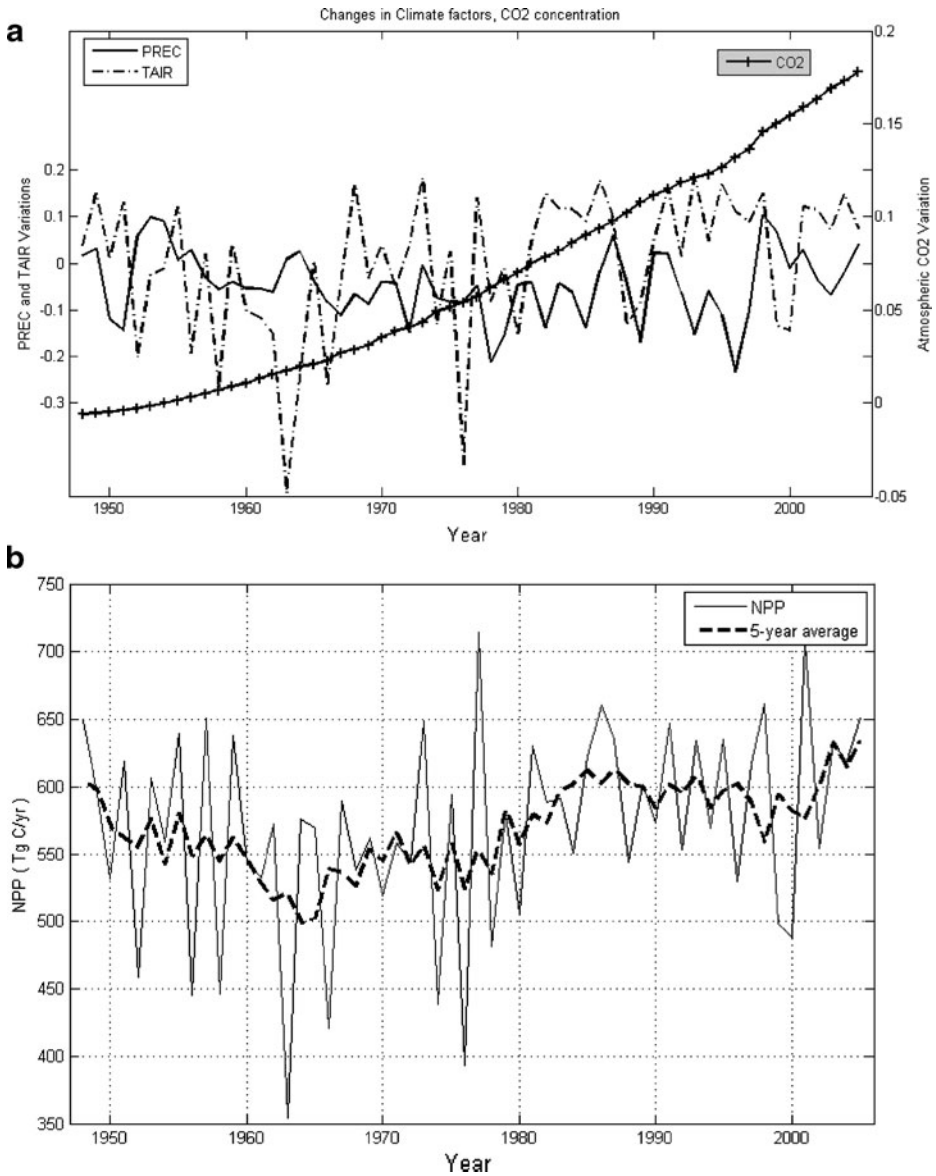 a
Changes in Climate factors, CO2 concentration
PREC
TAIR
CO2
0.2
0.15
0.1
0.05
0
-0.05
0.2
0.1
0
-0.1
-0.2
-0.3
PREC and TAIR Variations
Atmospheric CO2 Variation
1950 1960 1970 1980 1990 2000
Year
b
NPP
5-year average
750
700
650
600
550
500
450
400
350
NPP ( Tg C/yr )
1950 1960 1970 1980 1990 2000
Year